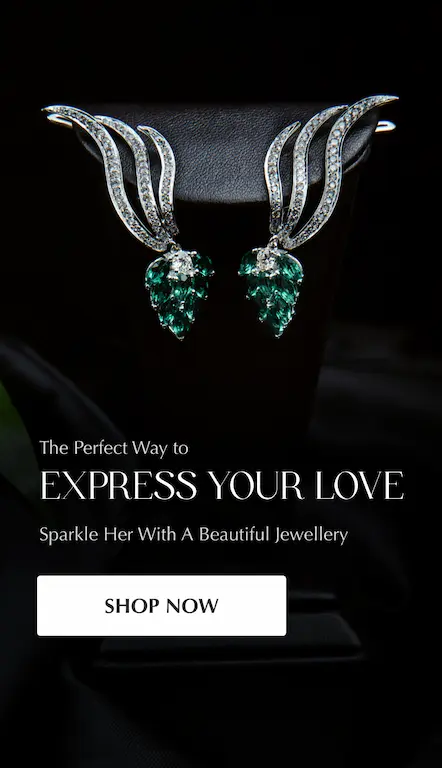 The Perfect Way to
EXPRESS YOUR LOVE
Sparkle Her With A Beautiful Jewellery
SHOP NOW